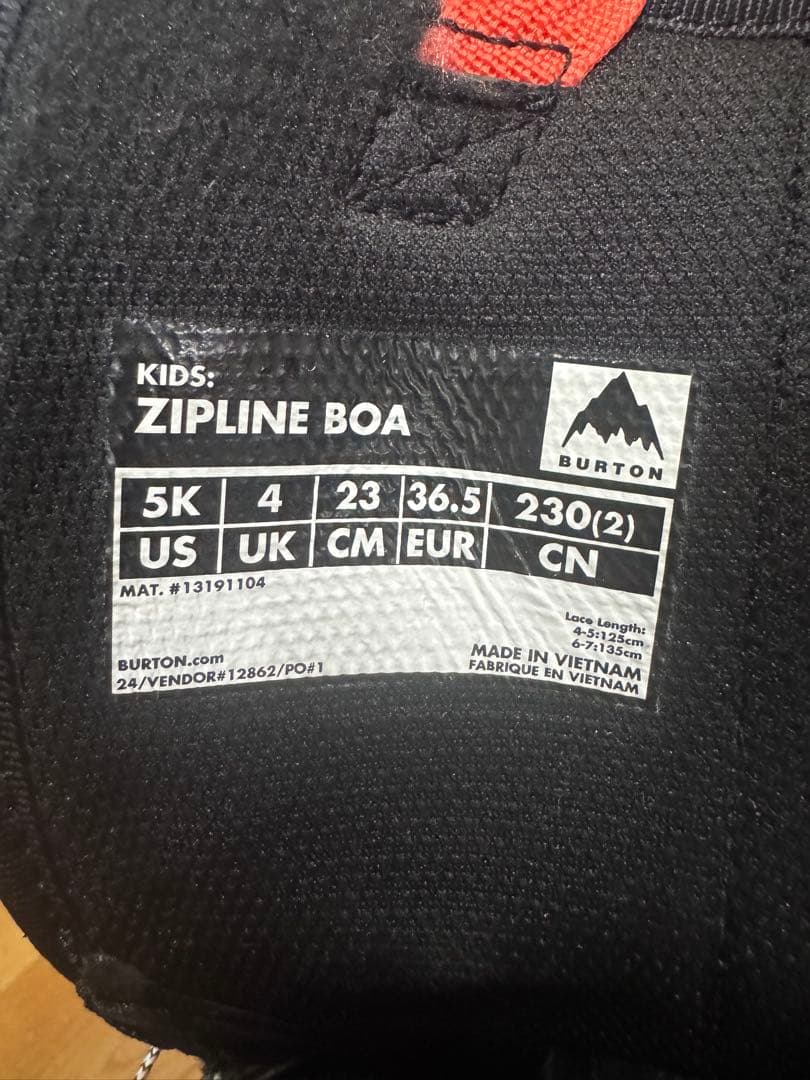 KIDS:
ZIPLINE BOA
BURTON
5K 4 23 36.5 230(2)
US UK CM EUR CN
MAT. #13191104
Lace Length:
4-5:125cm
6-7:135cm
BURTON.com
24/VENDOR#12862/PO#1
MADE IN VIETNAM
FABRIQUE EN VIETNAM